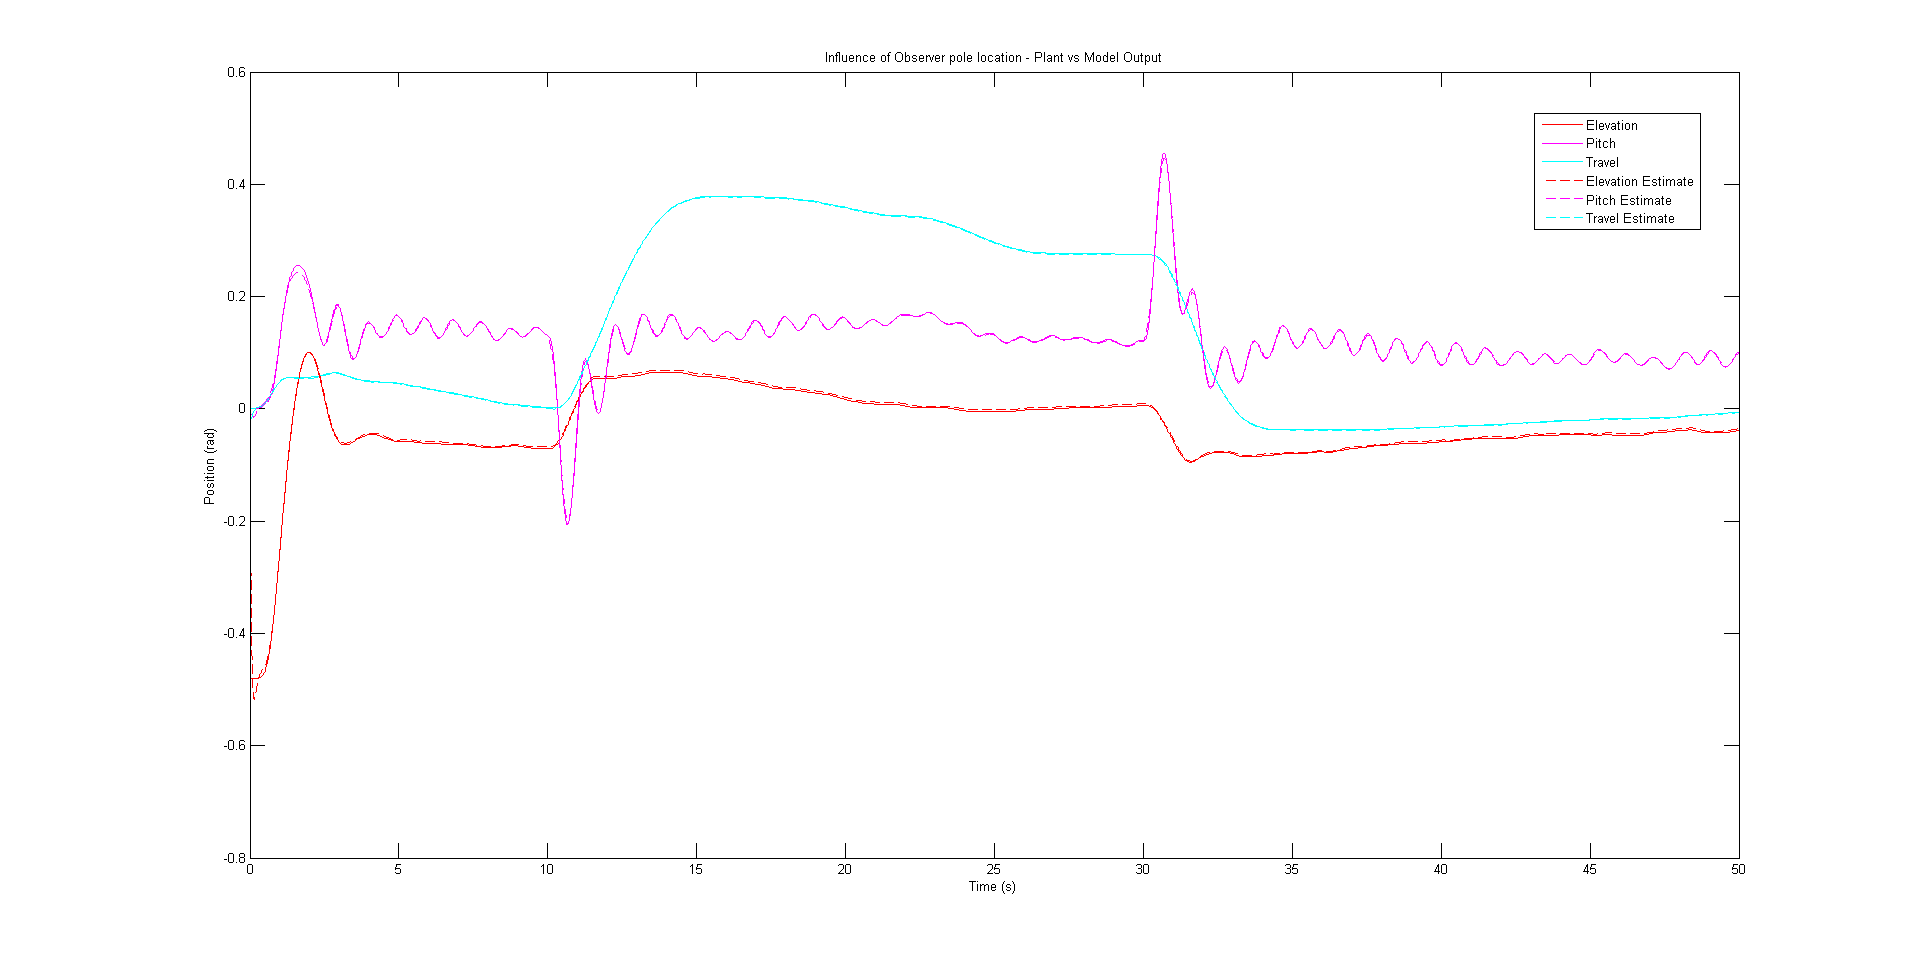 Influence of Observer pole location - Plant vs Model Output
0.6
0.4
0.2
0
-0.2
-0.4
-0.6
-0.8
Position (rad)
Elevation
Pitch
Travel
Elevation Estimate
Pitch Estimate
Travel Estimate
0 5 10 15 20 25 30 35 40 45 50
Time (s)